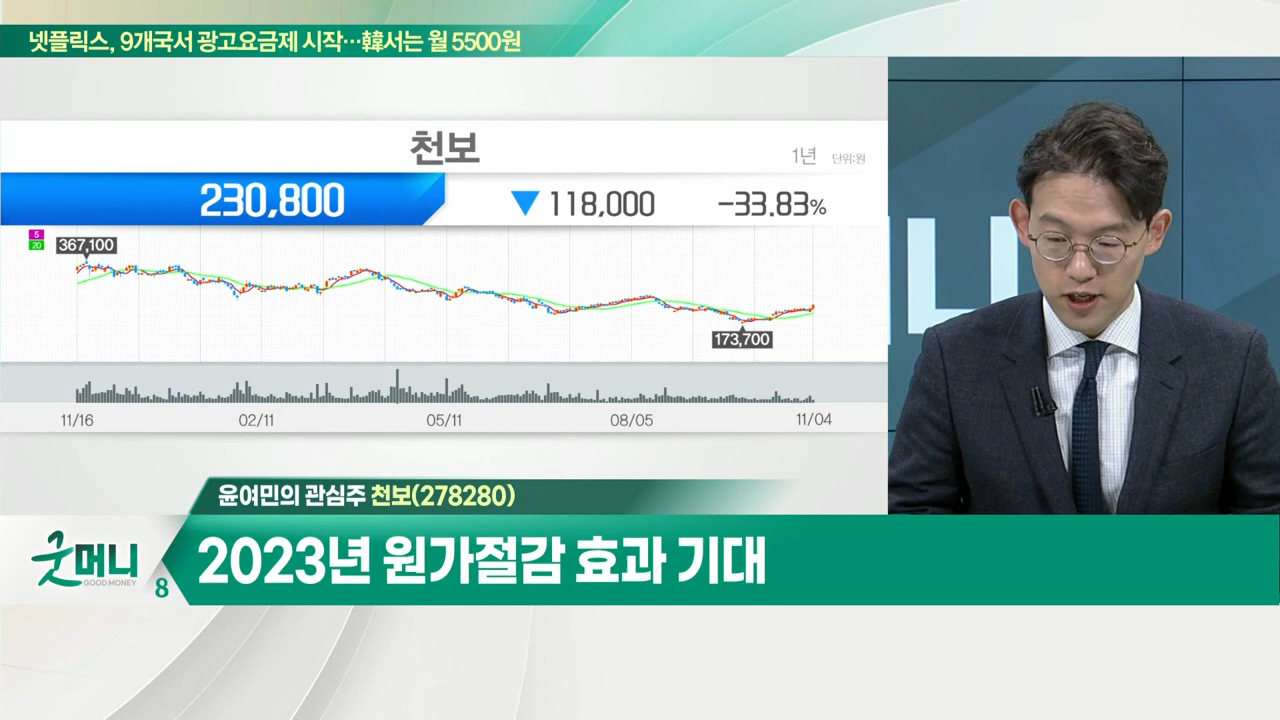 넷플릭스, 9개국서 광고요금제 시작…韓서는 월 5500원
천보
1년 단위:원
230,800 ▼118,000 -33.83%
5
20
367,100
173,700
11/16 02/11 05/11 08/05 11/04
윤여민의 관심주 천보(278280)
굿머니
GOOD MONEY
8
2023년 원가절감 효과 기대